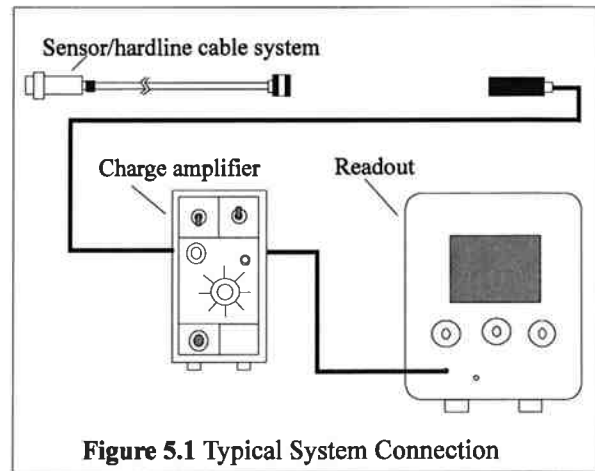 Sensor/hardline cable system
Charge amplifier
Readout
Figure 5.1 Typical System Connection